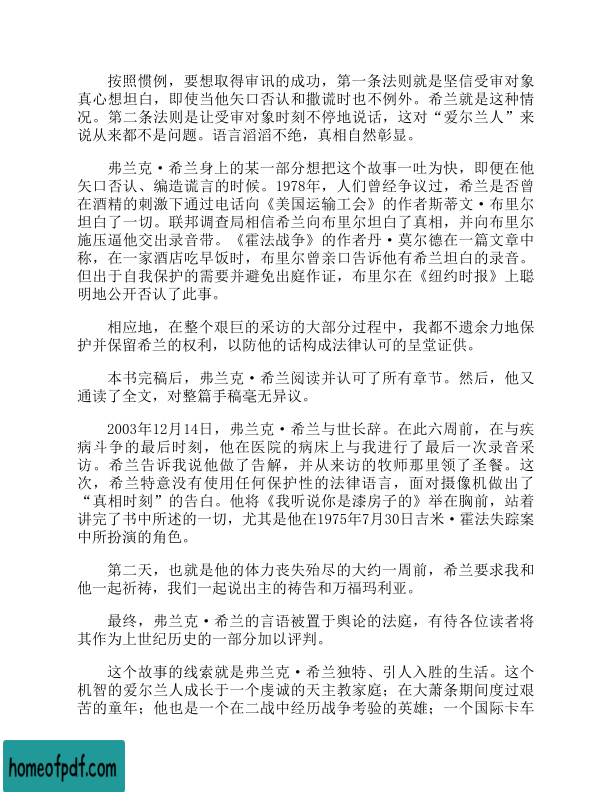 按照惯例，要想取得审讯的成功，第一条法则就是坚信受审对象
真心想坦白，即使当他矢口否认和撒谎时也不例外。希兰就是这种情
况。第二条法则是让受审对象时刻不停地说话，这对“爱尔兰人”来
说从来都不是问题。语言滔滔不绝，真相自然彰显。
弗兰克·希兰身上的某一部分想把这个故事一吐为快，即便在他
矢口否认、编造谎言的时候。1978年，人们曾经争议过，希兰是否曾
在酒精的刺激下通过电话向《美国运输工会》的作者斯蒂文·布里尔
坦白了一切。联邦调查局相信希兰向布里尔坦白了真相，并向布里尔
施压逼他交出录音带。《霍法战争》的作者丹·莫尔德在一篇文章中
称，在一家酒店吃早饭时，布里尔曾亲口告诉他有希兰坦白的录音。
但出于自我保护的需要并避免出庭作证，布里尔在《纽约时报》上聪
明地公开否认了此事。
相应地，在整个艰巨的采访的大部分过程中，我都不遗余力地保
护并保留希兰的权利，以防他的话构成法律认可的呈堂证供。
本书完稿后，弗兰克·希兰阅读并认可了所有章节。然后，他又
通读了全文，对整篇手稿毫无异议。
2003年12月14日，弗兰克·希兰与世长辞。在此六周前，在与疾
病斗争的最后时刻，他在医院的病床上与我进行了最后一次录音采
访。希兰告诉我说他做了告解，并从来访的牧师那里领了圣餐。这
次，希兰特意没有使用任何保护性的法律语言，面对摄像机做出了
“真相时刻”的告白。他将《我听说你是漆房子的》举在胸前，站着
讲完了书中所述的一切，尤其是他在1975年7月30日吉米·霍法失踪案
中所扮演的角色。
第二天，也就是他的体力丧失殆尽的大约一周前，希兰要求我和
他一起祈祷，我们一起说出主的祷告和万福玛利亚。
最终，弗兰克·希兰的言语被置于舆论的法庭，有待各位读者将
其作为上世纪历史的一部分加以评判。
这个故事的线索就是弗兰克·希兰独特、引人入胜的生活。这个
机智的爱尔兰人成长于一个虔诚的天主教家庭；在大萧条期间度过艰
苦的童年；他也是一个在二战中经历战争考验的英雄；一个国际卡车
homeofpdf.com